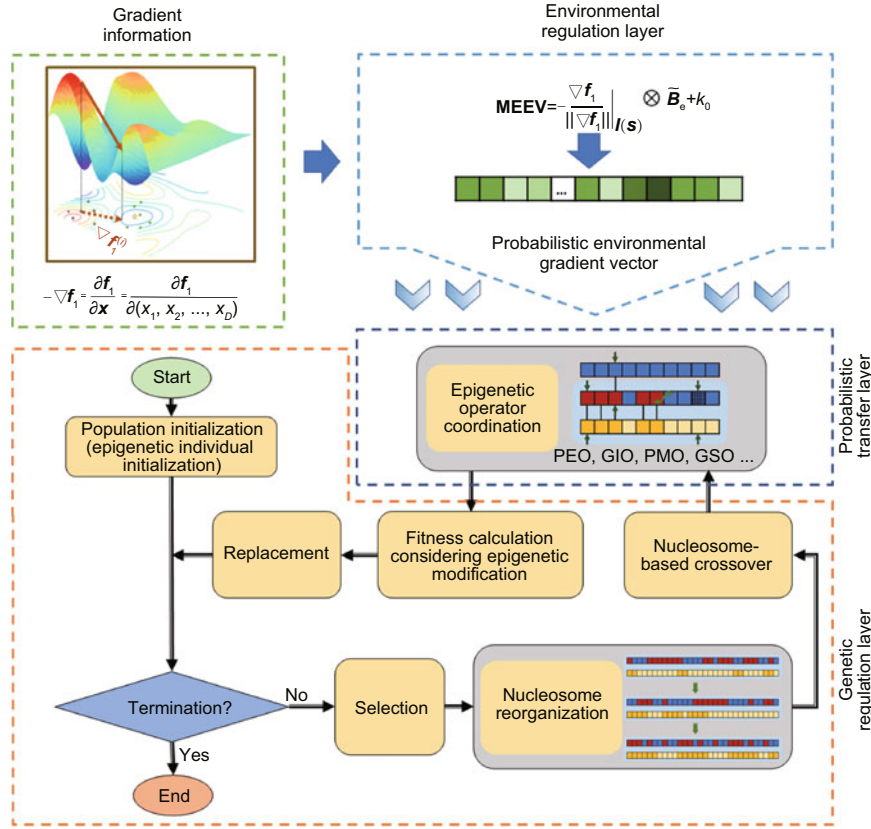 Gradient
information
Environmental
regulation layer
MEEV=-∇f₁/||∇f₁|| |I(s) ⊗ B̃ₑ+k₀
...
∇f₁⁽ⁱ⁾
-∇f₁=∂f₁/∂x=∂f₁/∂(x₁, x₂, ..., x_D)
Probabilistic environmental
gradient vector
Probabilistic
transfer layer
Epigenetic
operator
coordination
PEO, GIO, PMO, GSO ...
Start
Population initialization
(epigenetic individual
initialization)
Replacement
Fitness calculation
considering epigenetic
modification
Nucleosome-
based crossover
Genetic
regulation layer
Termination?
No
Selection
Nucleosome
reorganization
Yes
End